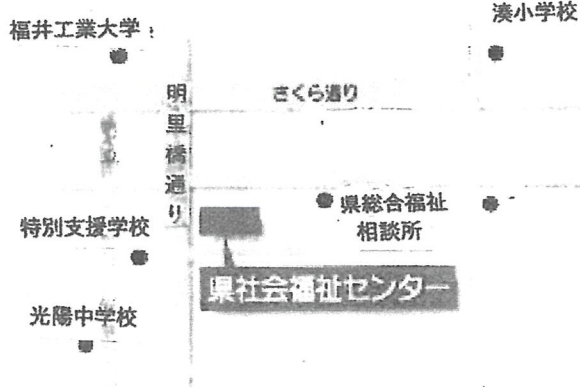 福井工業大学
湊小学校
明里橋通り
さくら通り
県総合福祉
相談所
特別支援学校
県社会福祉センター
光陽中学校